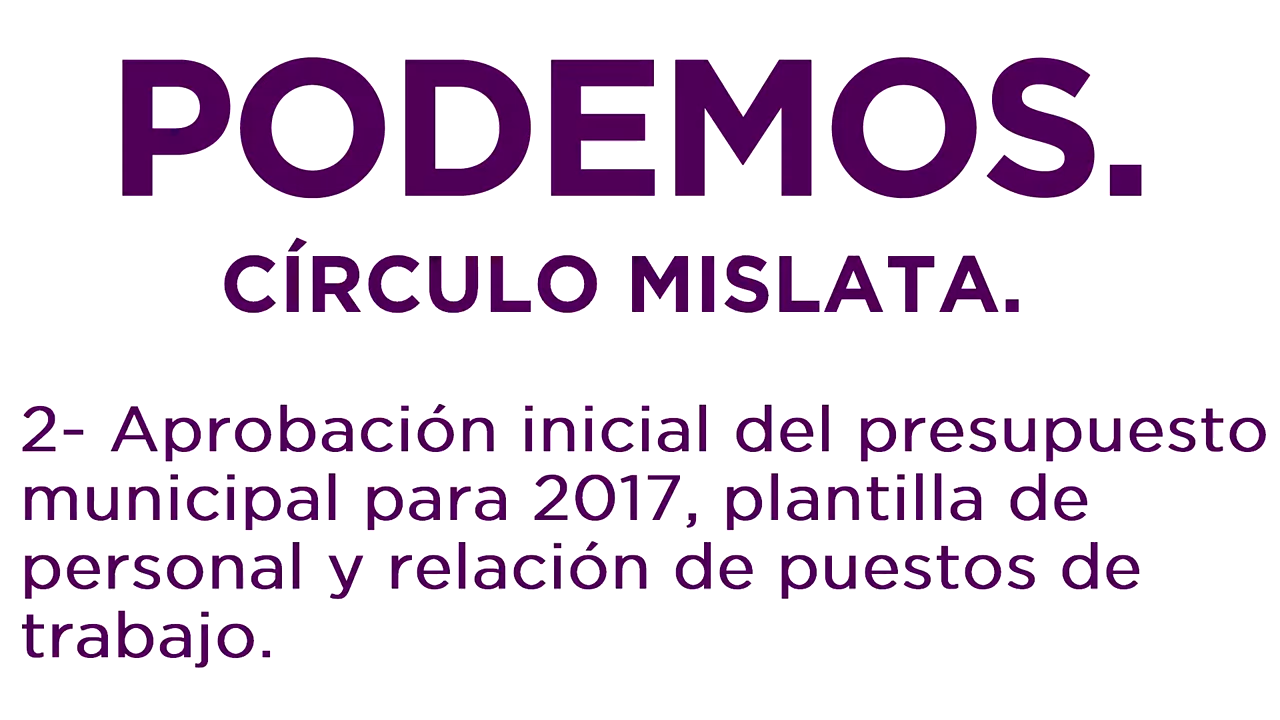 PODEMOS.
CÍRCULO MISLATA.
2- Aprobación inicial del presupuesto
municipal para 2017, plantilla de
personal y relación de puestos de
trabajo.